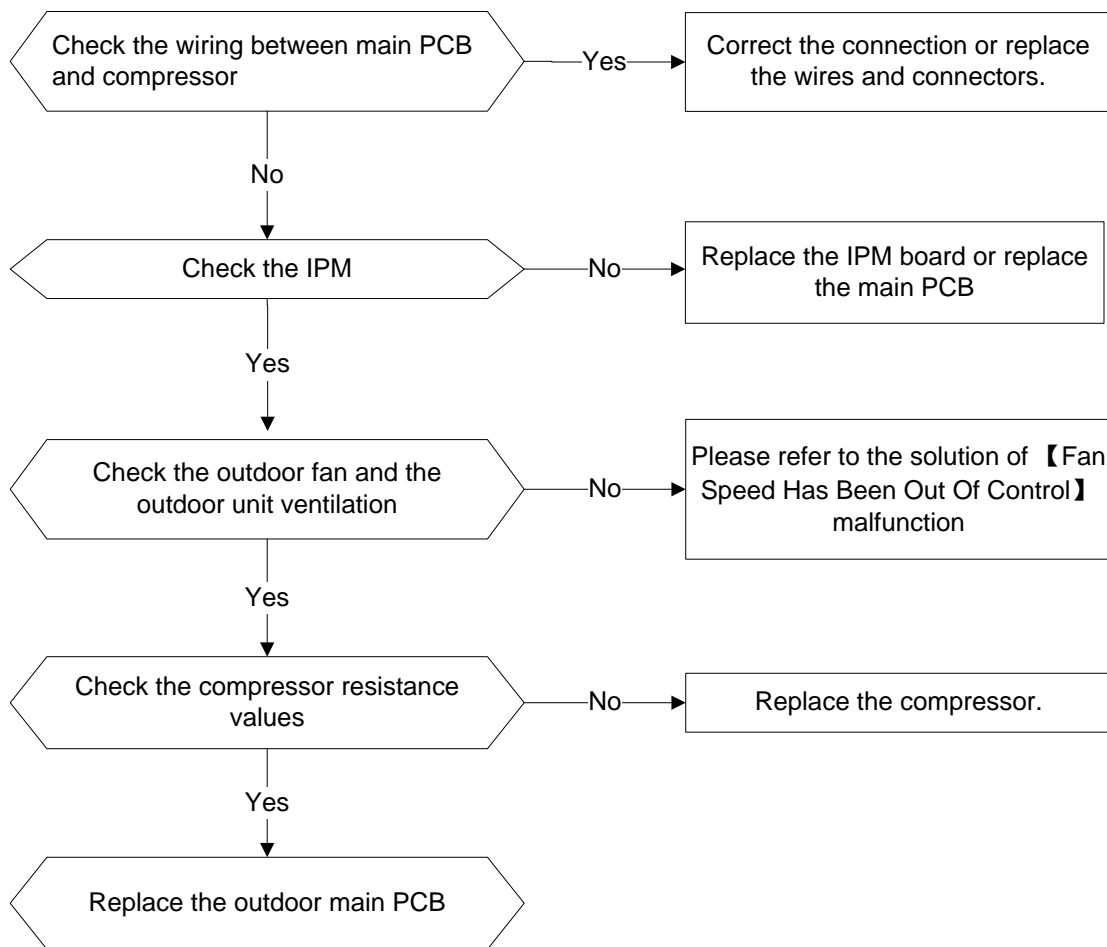 Check the wiring between main PCB
and compressor
Yes
Correct the connection or replace
the wires and connectors.
No
Check the IPM
No
Replace the IPM board or replace
the main PCB
Yes
Check the outdoor fan and the
outdoor unit ventilation
No
Please refer to the solution of 【Fan
Speed Has Been Out Of Control】
malfunction
Yes
Check the compressor resistance
values
No
Replace the compressor.
Yes
Replace the outdoor main PCB